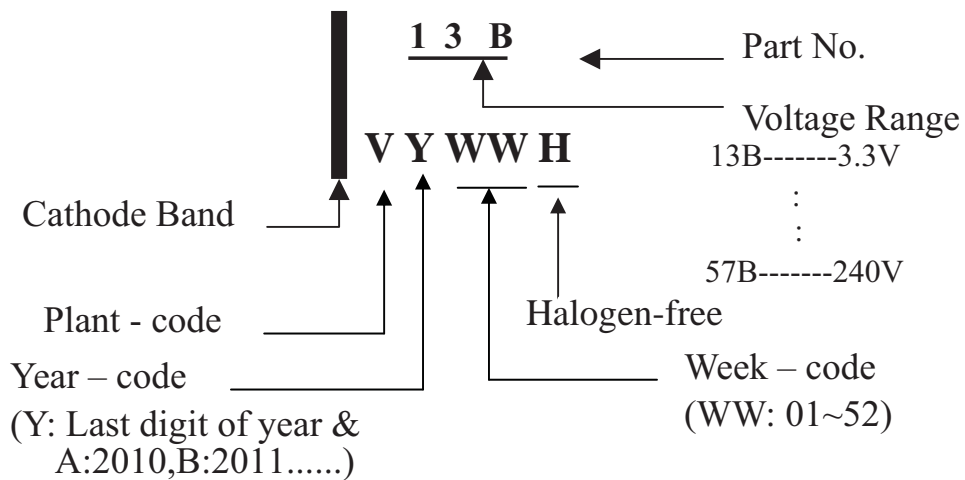 1 3 B
Part No.
Voltage Range
13B-------3.3V
:
:
57B-------240V
V Y WW H
Cathode Band
Plant - code
Halogen-free
Year – code
(Y: Last digit of year &
A:2010,B:2011......)
Week – code
(WW: 01~52)